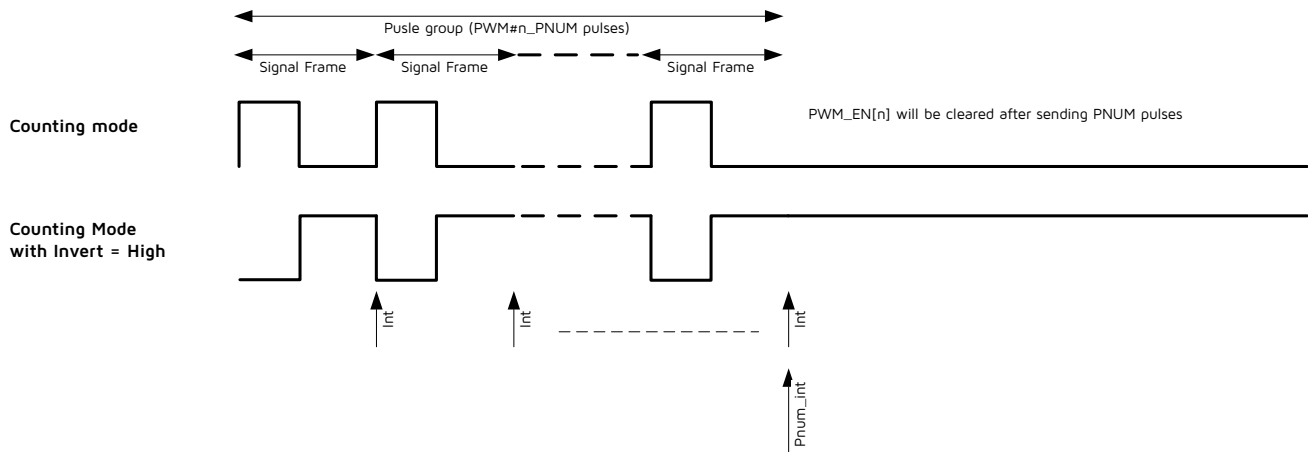 Pusle group (PWM#n_PNUM pulses)
Signal Frame
Signal Frame
Signal Frame
Counting mode
PWM_EN[n] will be cleared after sending PNUM pulses
Counting Mode
with Invert = High
Int
Int
Int
Pnum_int